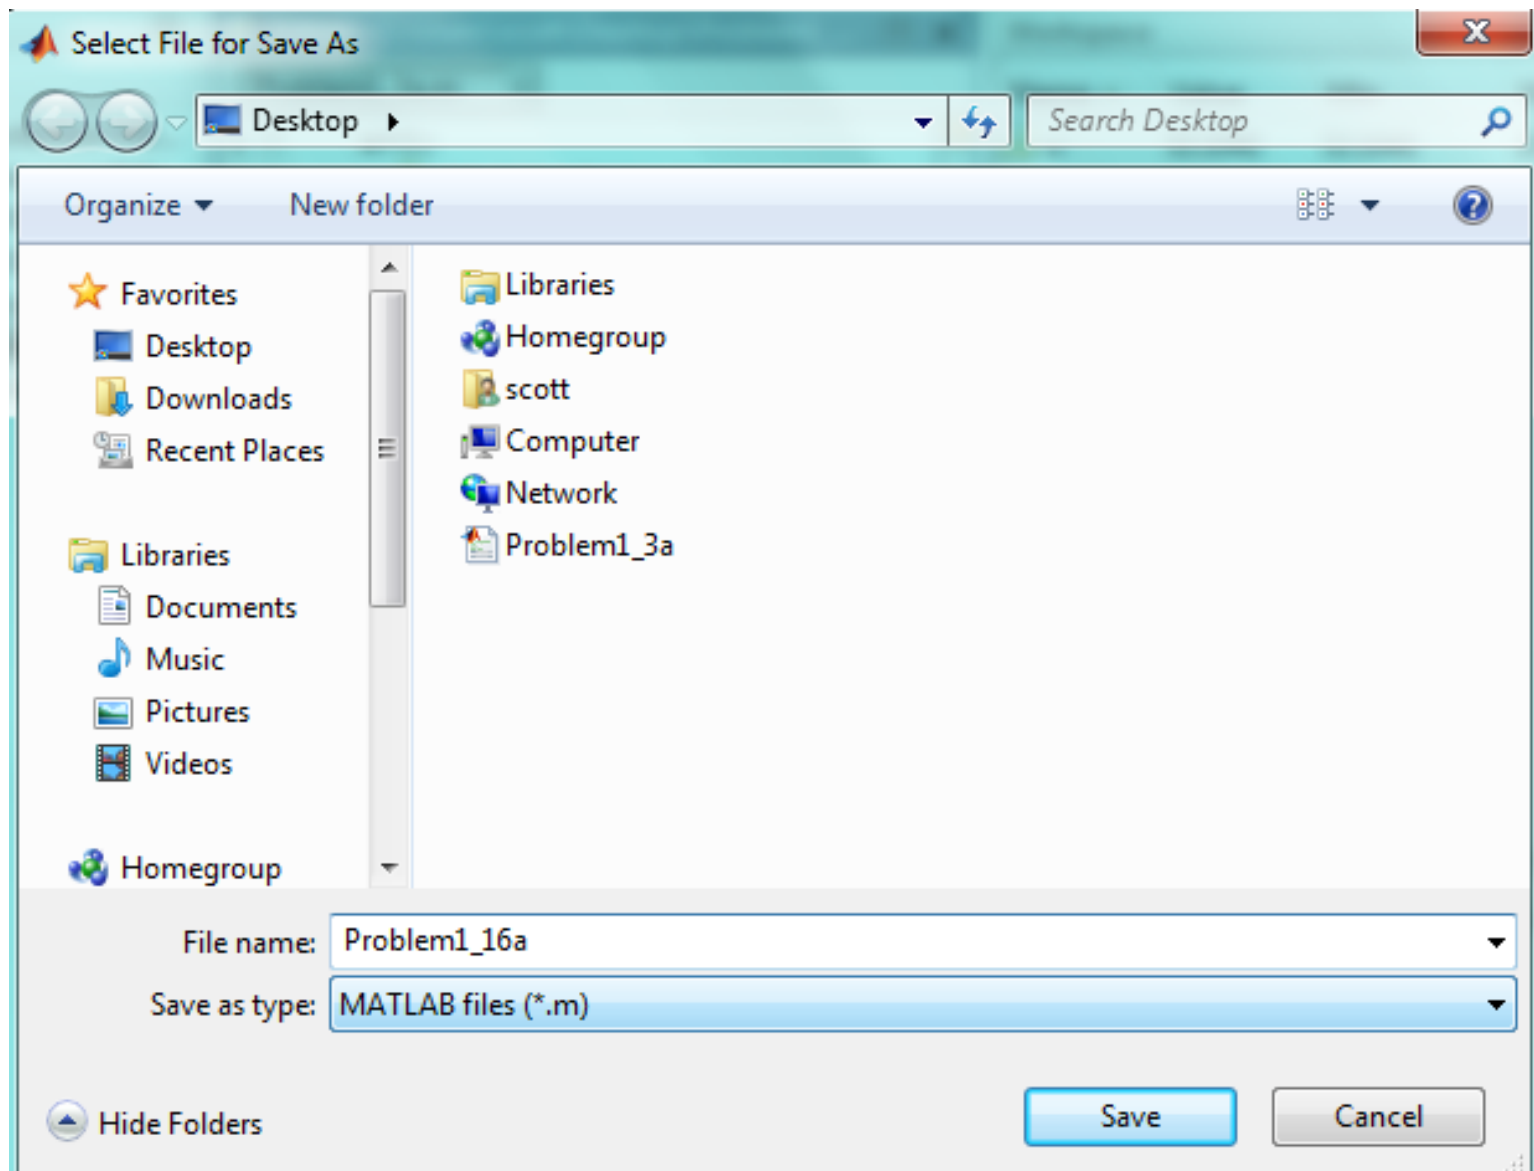 Select File for Save As
Desktop
Search Desktop
Organize
New folder
Favorites
Desktop
Downloads
Recent Places
Libraries
Documents
Music
Pictures
Videos
Homegroup
Libraries
Homegroup
scott
Computer
Network
Problem1_3a
File name: Problem1_16a
Save as type: MATLAB files (*.m)
Hide Folders
Save
Cancel